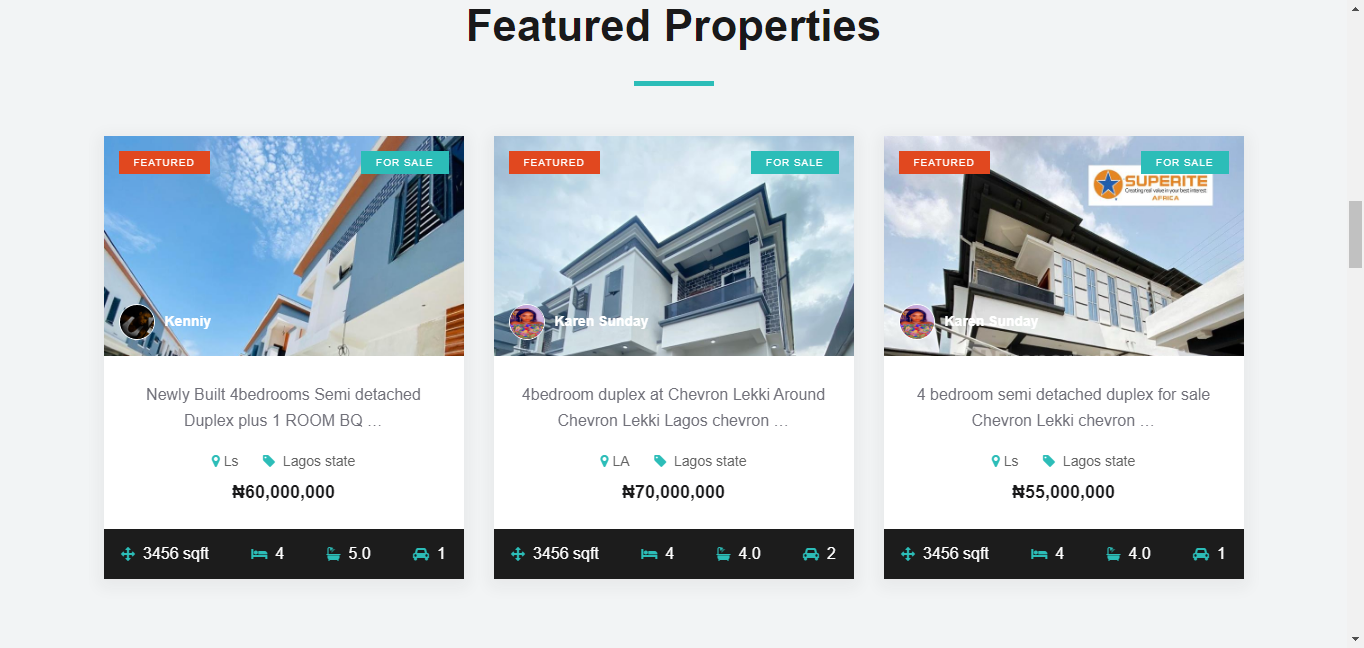 Featured Properties
FEATURED
FOR SALE
Kenniy
Newly Built 4bedrooms Semi detached
Duplex plus 1 ROOM BQ …
Ls Lagos state
₦60,000,000
3456 sqft 4 5.0 1
FEATURED
FOR SALE
Karen Sunday
4bedroom duplex at Chevron Lekki Around
Chevron Lekki Lagos chevron …
LA Lagos state
₦70,000,000
3456 sqft 4 4.0 2
FEATURED
FOR SALE
SUPERITE
Creating real value in your best interest
AFRICA
Karen Sunday
4 bedroom semi detached duplex for sale
Chevron Lekki chevron …
Ls Lagos state
₦55,000,000
3456 sqft 4 4.0 1